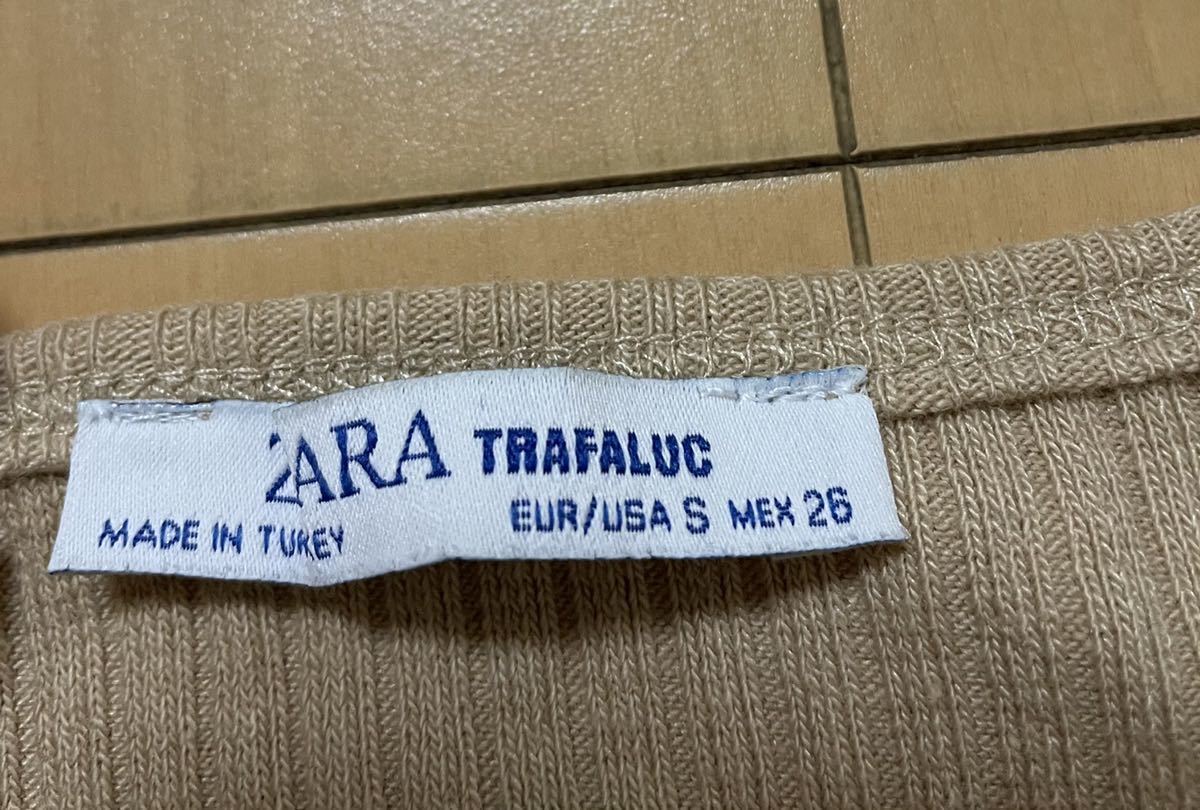 ZARA TRAFALUC
EUR/USA S MEX 26
MADE IN TURKEY